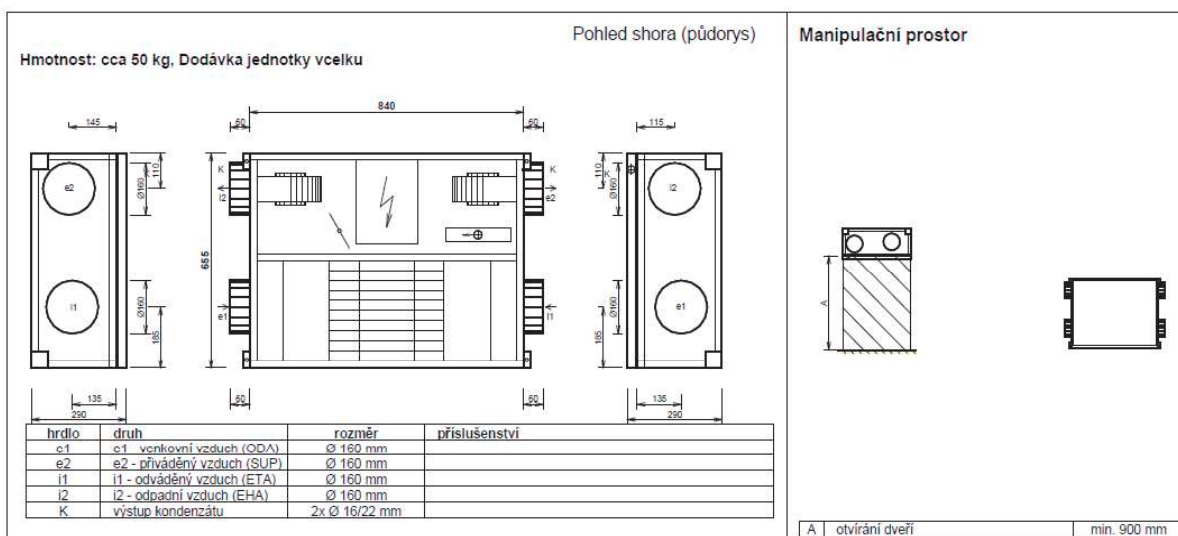 Pohled shora (půdorys)
Hmotnost: cca 50 kg, Dodávka jednotky vcelku
840
145
60
60
115
110
Ø160
e2
K
i2
K
e2
110
K
Ø160
i2
655
i1
Ø160
185
e1
i1
Ø160
185
e1
135
290
60
60
135
290
hrdlo druh rozměr příslušenství
e1 e1 - venkovní vzduch (ODA) Ø 160 mm
e2 e2 - přiváděný vzduch (SUP) Ø 160 mm
i1 i1 - odváděný vzduch (ETA) Ø 160 mm
i2 i2 - odpadní vzduch (EHA) Ø 160 mm
K výstup kondenzátu 2x Ø 16/22 mm
Manipulační prostor
A
A otvírání dveří min. 900 mm